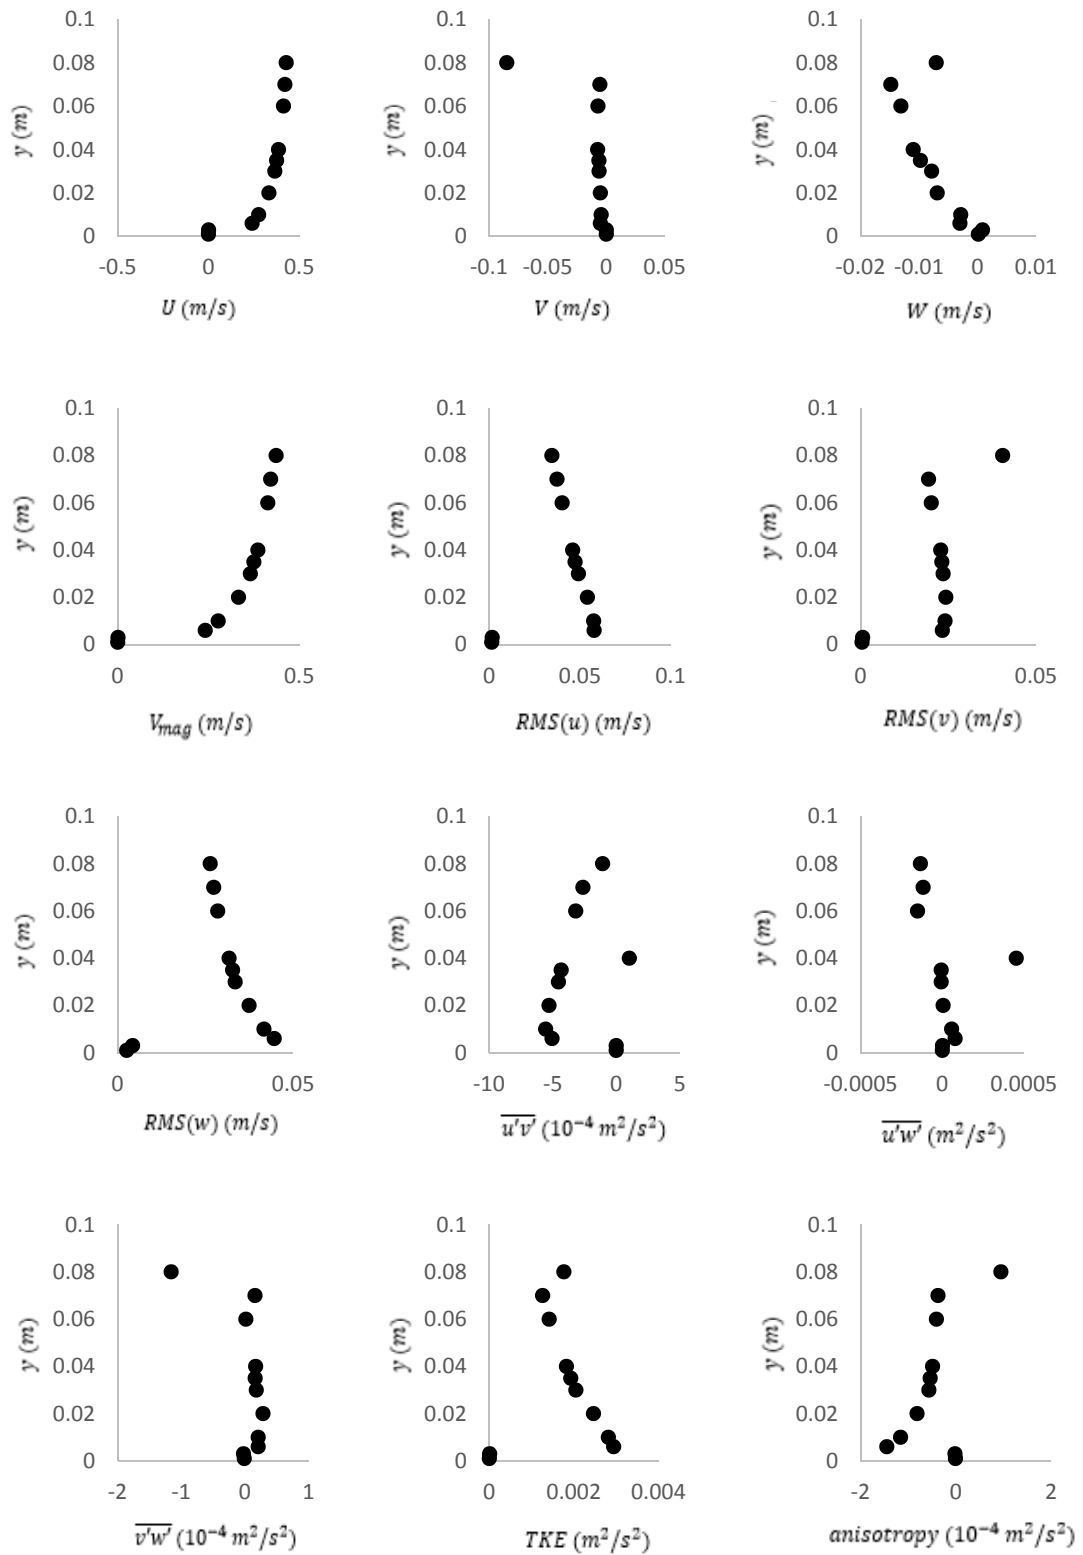 0.1 0.1 0.1
0.08 0.08 0.08
0.06 0.06 0.06
0.04 0.04 0.04
0.02 0.02 0.02
0 0 0
-0.5 0 0.5 -0.1 -0.05 0 0.05 -0.02 -0.01 0 0.01
y (m) y (m) y (m)
U (m/s) V (m/s) W (m/s)
0.1 0.1 0.1
0.08 0.08 0.08
0.06 0.06 0.06
0.04 0.04 0.04
0.02 0.02 0.02
0 0 0
0 0.5 0 0.05 0.1 0 0.05
y (m) y (m) y (m)
V_{mag} (m/s) RMS(u) (m/s) RMS(v) (m/s)
0.1 0.1 0.1
0.08 0.08 0.08
0.06 0.06 0.06
0.04 0.04 0.04
0.02 0.02 0.02
0 0 0
0 0.05 -10 -5 0 5 -0.0005 0 0.0005
y (m) y (m) y (m)
RMS(w) (m/s) \overline{u'v'} (10^{-4} m^2/s^2) \overline{u'w'} (m^2/s^2)
0.1 0.1 0.1
0.08 0.08 0.08
0.06 0.06 0.06
0.04 0.04 0.04
0.02 0.02 0.02
0 0 0
-2 -1 0 1 0 0.002 0.004 -2 0 2
y (m) y (m) y (m)
\overline{v'w'} (10^{-4} m^2/s^2) TKE (m^2/s^2) anisotropy (10^{-4} m^2/s^2)